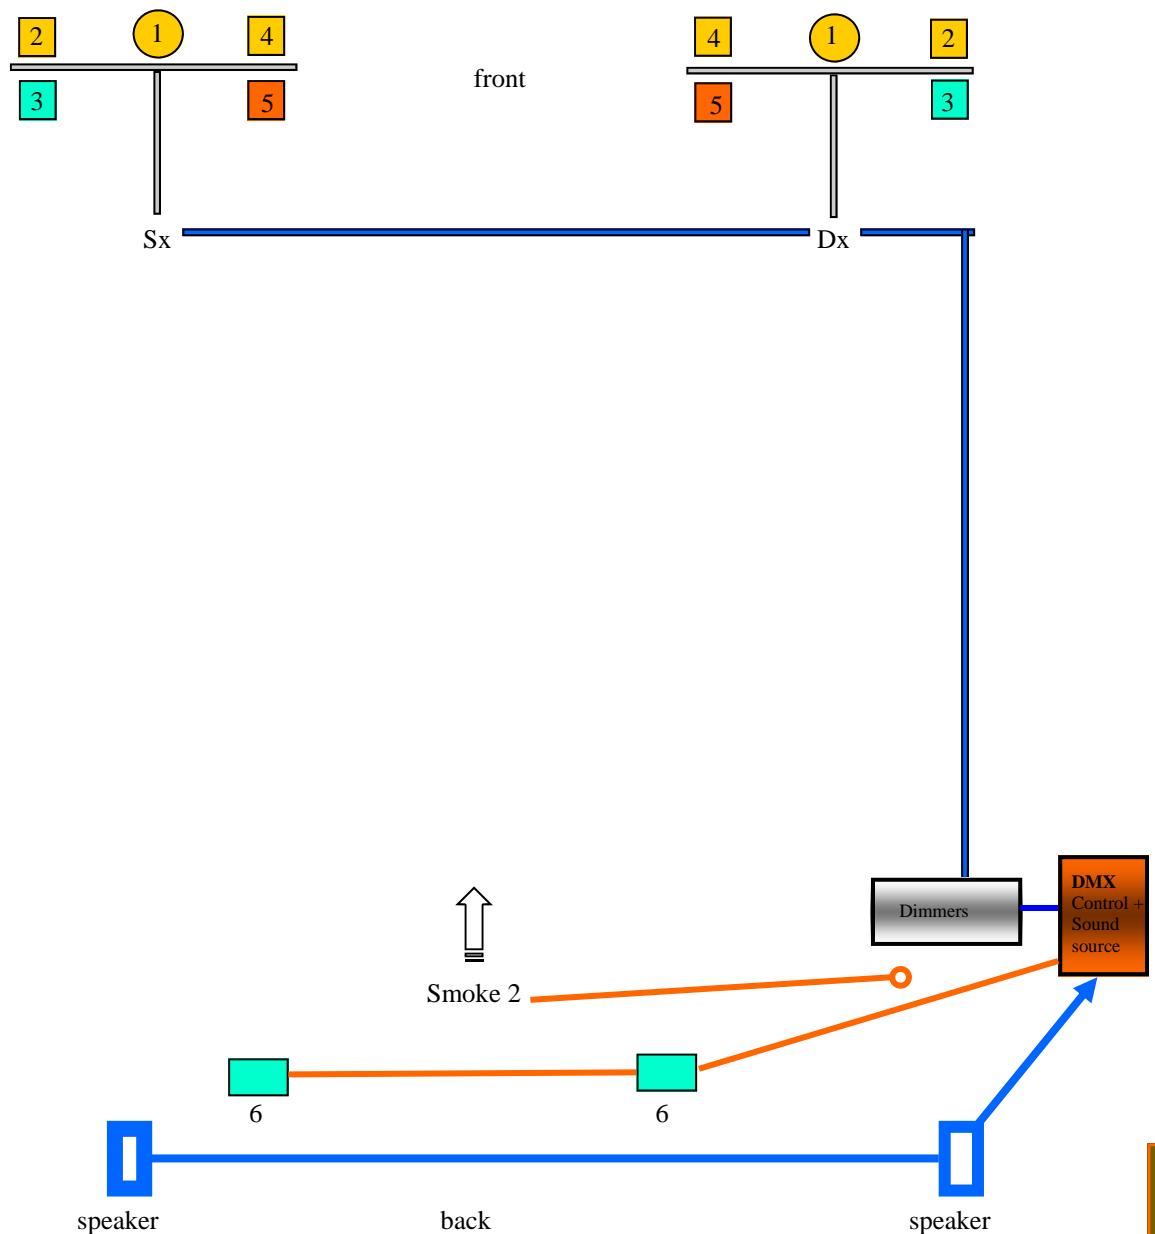 2 1 4
4 1 2
front
3 5
5 3
Sx
Dx
Dimmers
DMX
Control +
Sound
source
Smoke 2
6
6
speaker
back
speaker